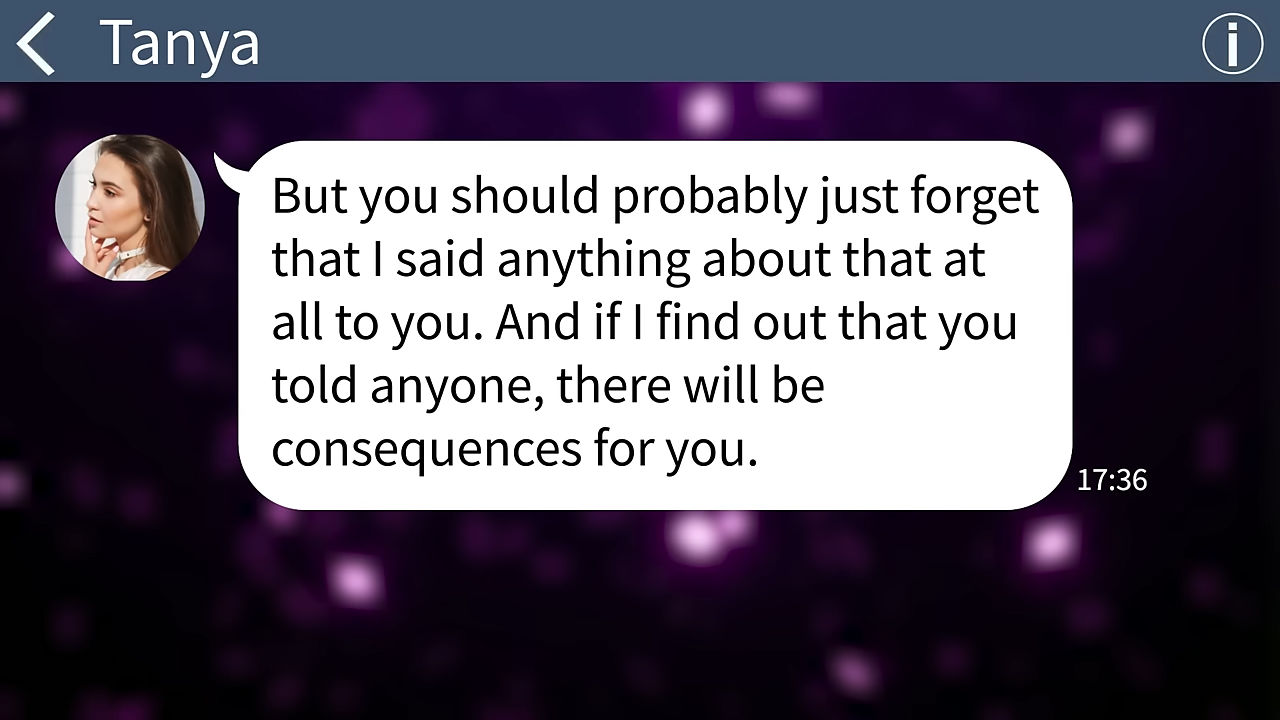 Tanya
But you should probably just forget
that I said anything about that at
all to you. And if I find out that you
told anyone, there will be
consequences for you.
17:36